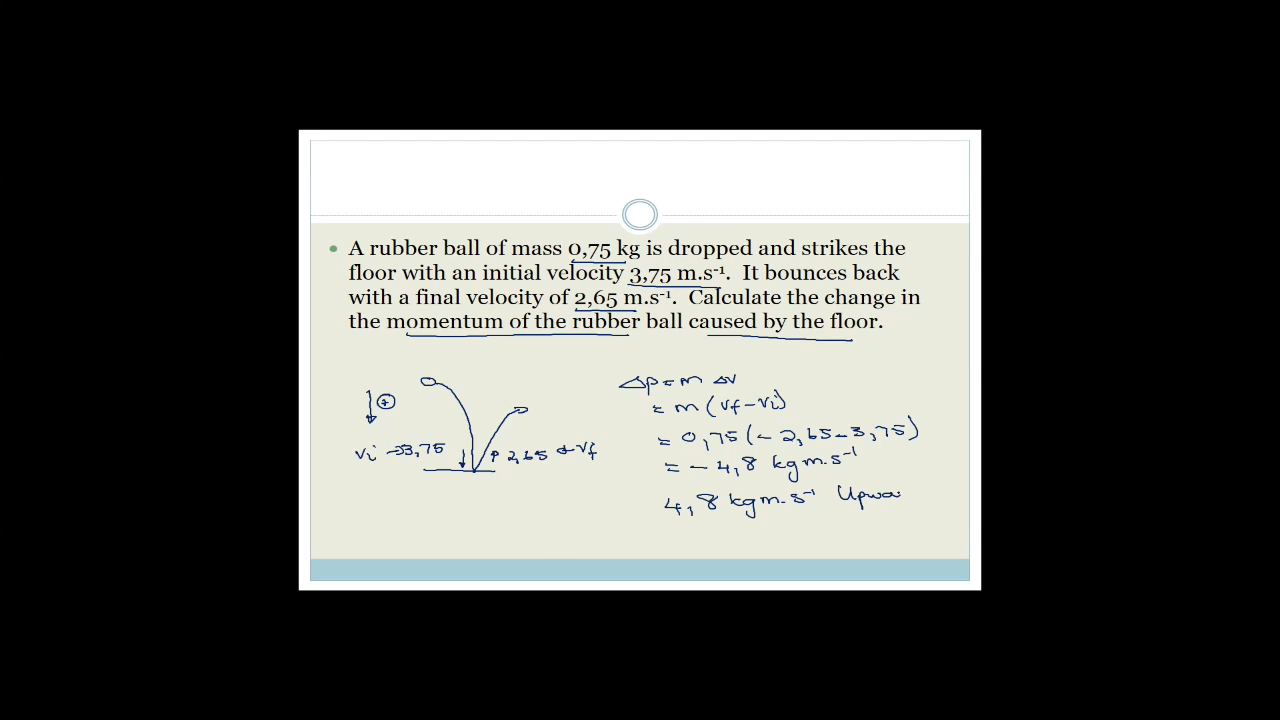 A rubber ball of mass 0,75 kg is dropped and strikes the
floor with an initial velocity 3,75 m.s⁻¹. It bounces back
with a final velocity of 2,65 m.s⁻¹. Calculate the change in
the momentum of the rubber ball caused by the floor.
Δp = m Δv
= m (vf - vi)
= 0,75 (- 2,65 - 3,75)
= - 4,8 kg m.s⁻¹
4,8 kg m.s⁻¹ Upwa
+
vi → 3,75
2,65 ← vf